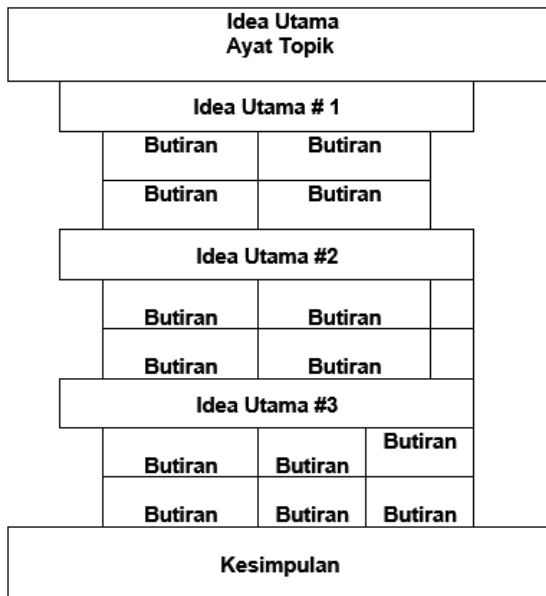 Idea Utama
Ayat Topik
Idea Utama # 1
Butiran Butiran
Butiran Butiran
Idea Utama #2
Butiran Butiran
Butiran Butiran
Idea Utama #3
Butiran Butiran Butiran
Butiran Butiran Butiran
Kesimpulan